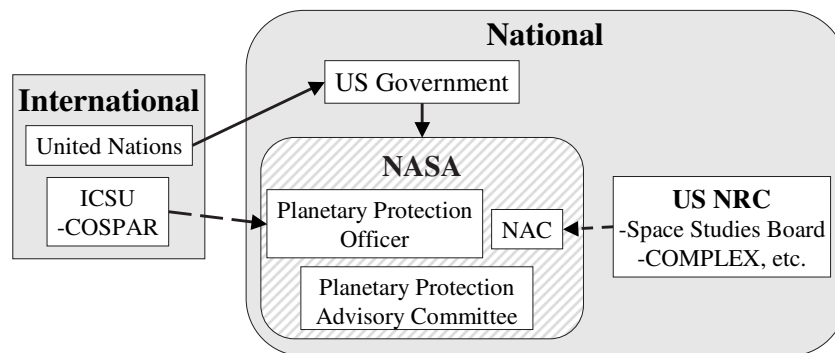 National
US Government
International
United Nations
ICSU
-COSPAR
NASA
Planetary Protection
Officer
NAC
Planetary Protection
Advisory Committee
US NRC
-Space Studies Board
-COMPLEX, etc.